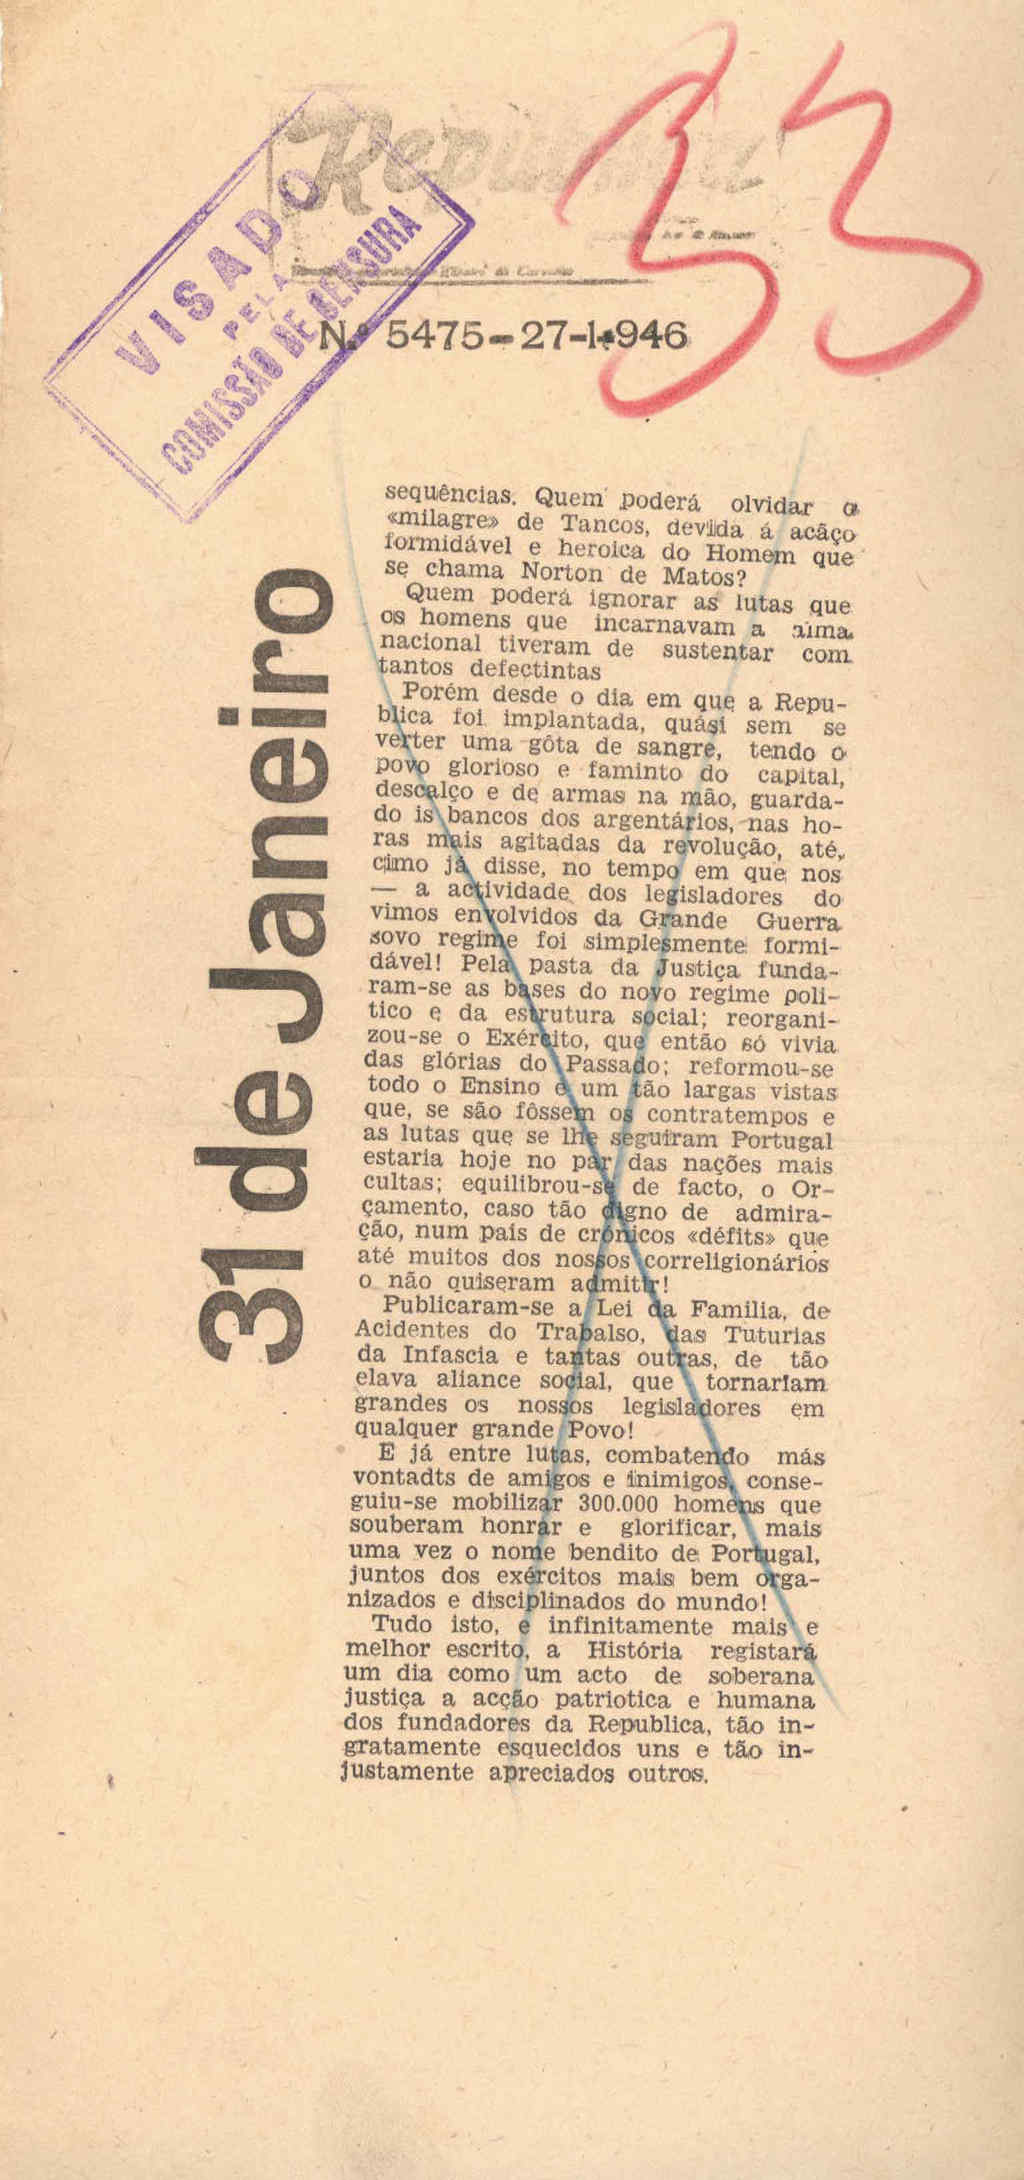 33
República
VISADO
PELA
COMISSÃO DE CENSURA
N.º 5475-27-1-946
31 de Janeiro
sequências. Quem poderá olvidar o
«milagre» de Tancos, devida á acãço
formidável e heroica do Homem que
se chama Norton de Matos?
Quem poderá ignorar as lutas que
os homens que incarnavam a alma
nacional tiveram de sustentar com
tantos defectintas
Porém desde o dia em que a Repu-
blica foi implantada, quási sem se
verter uma gôta de sangre, tendo o
povo glorioso e faminto do capital,
descalço e de armas na mão, guarda-
do is bancos dos argentários, nas ho-
ras mais agitadas da revolução, até,
como já disse, no tempo em que nos
— a actividade dos legisladores do
vimos envolvidos da Grande Guerra
sovo regime foi simplesmente formi-
dável! Pela pasta da Justiça funda-
ram-se as bases do novo regime poli-
tico e da estrutura social; reorgani-
zou-se o Exército, que então só vivia
das glórias do Passado; reformou-se
todo o Ensino e um tão largas vistas
que, se são fôssem os contratempos e
as lutas que se lhe seguiram Portugal
estaria hoje no par das nações mais
cultas; equilibrou-se de facto, o Or-
çamento, caso tão digno de admira-
ção, num país de crónicos «défits» que
até muitos dos nossos correligionários
o não quiseram admitir!
Publicaram-se a Lei da Familia, de
Acidentes do Trabalso, das Tuturias
da Infascia e tantas outras, de tão
elava aliance social, que tornariam
grandes os nossos legisladores em
qualquer grande Povo!
E já entre lutas, combatendo más
vontadts de amigos e inimigos, conse-
guiu-se mobilizar 300.000 homens que
souberam honrar e glorificar, mais
uma vez o nome bendito de Portugal,
juntos dos exércitos mais bem orga-
nizados e disciplinados do mundo!
Tudo isto, e infinitamente mais e
melhor escrito, a História registará
um dia como um acto de soberana
justiça a acção patriotica e humana
dos fundadores da Republica, tão in-
gratamente esquecidos uns e tão in-
justamente apreciados outros.